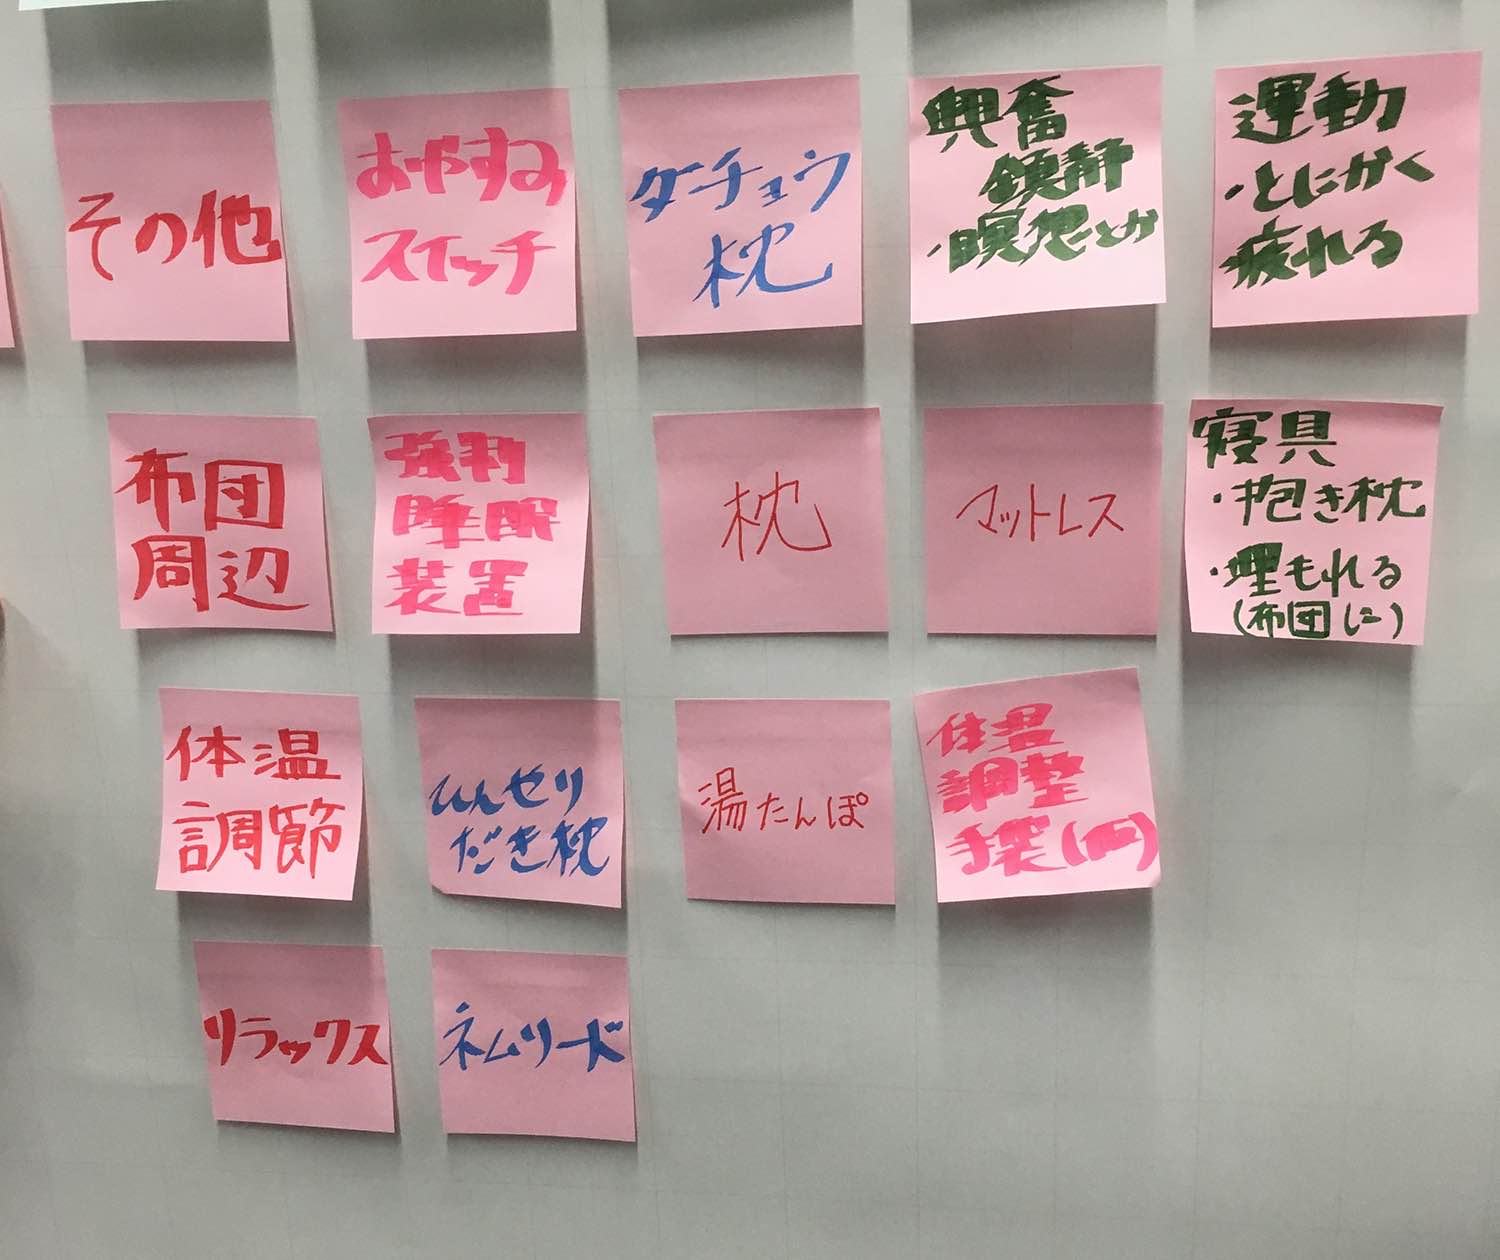 その他
おやすみ
スイッチ
ダチョウ
枕
興奮
鎮静
・瞑想とか
運動
・とにかく
疲れる
布団
周辺
強制
睡眠
装置
枕
マットレス
寝具
・抱き枕
・埋もれる
(布団に)
体温
調節
ひんやり
だき枕
湯たんぽ
体温
調整
手袋
リラックス
ネムリード